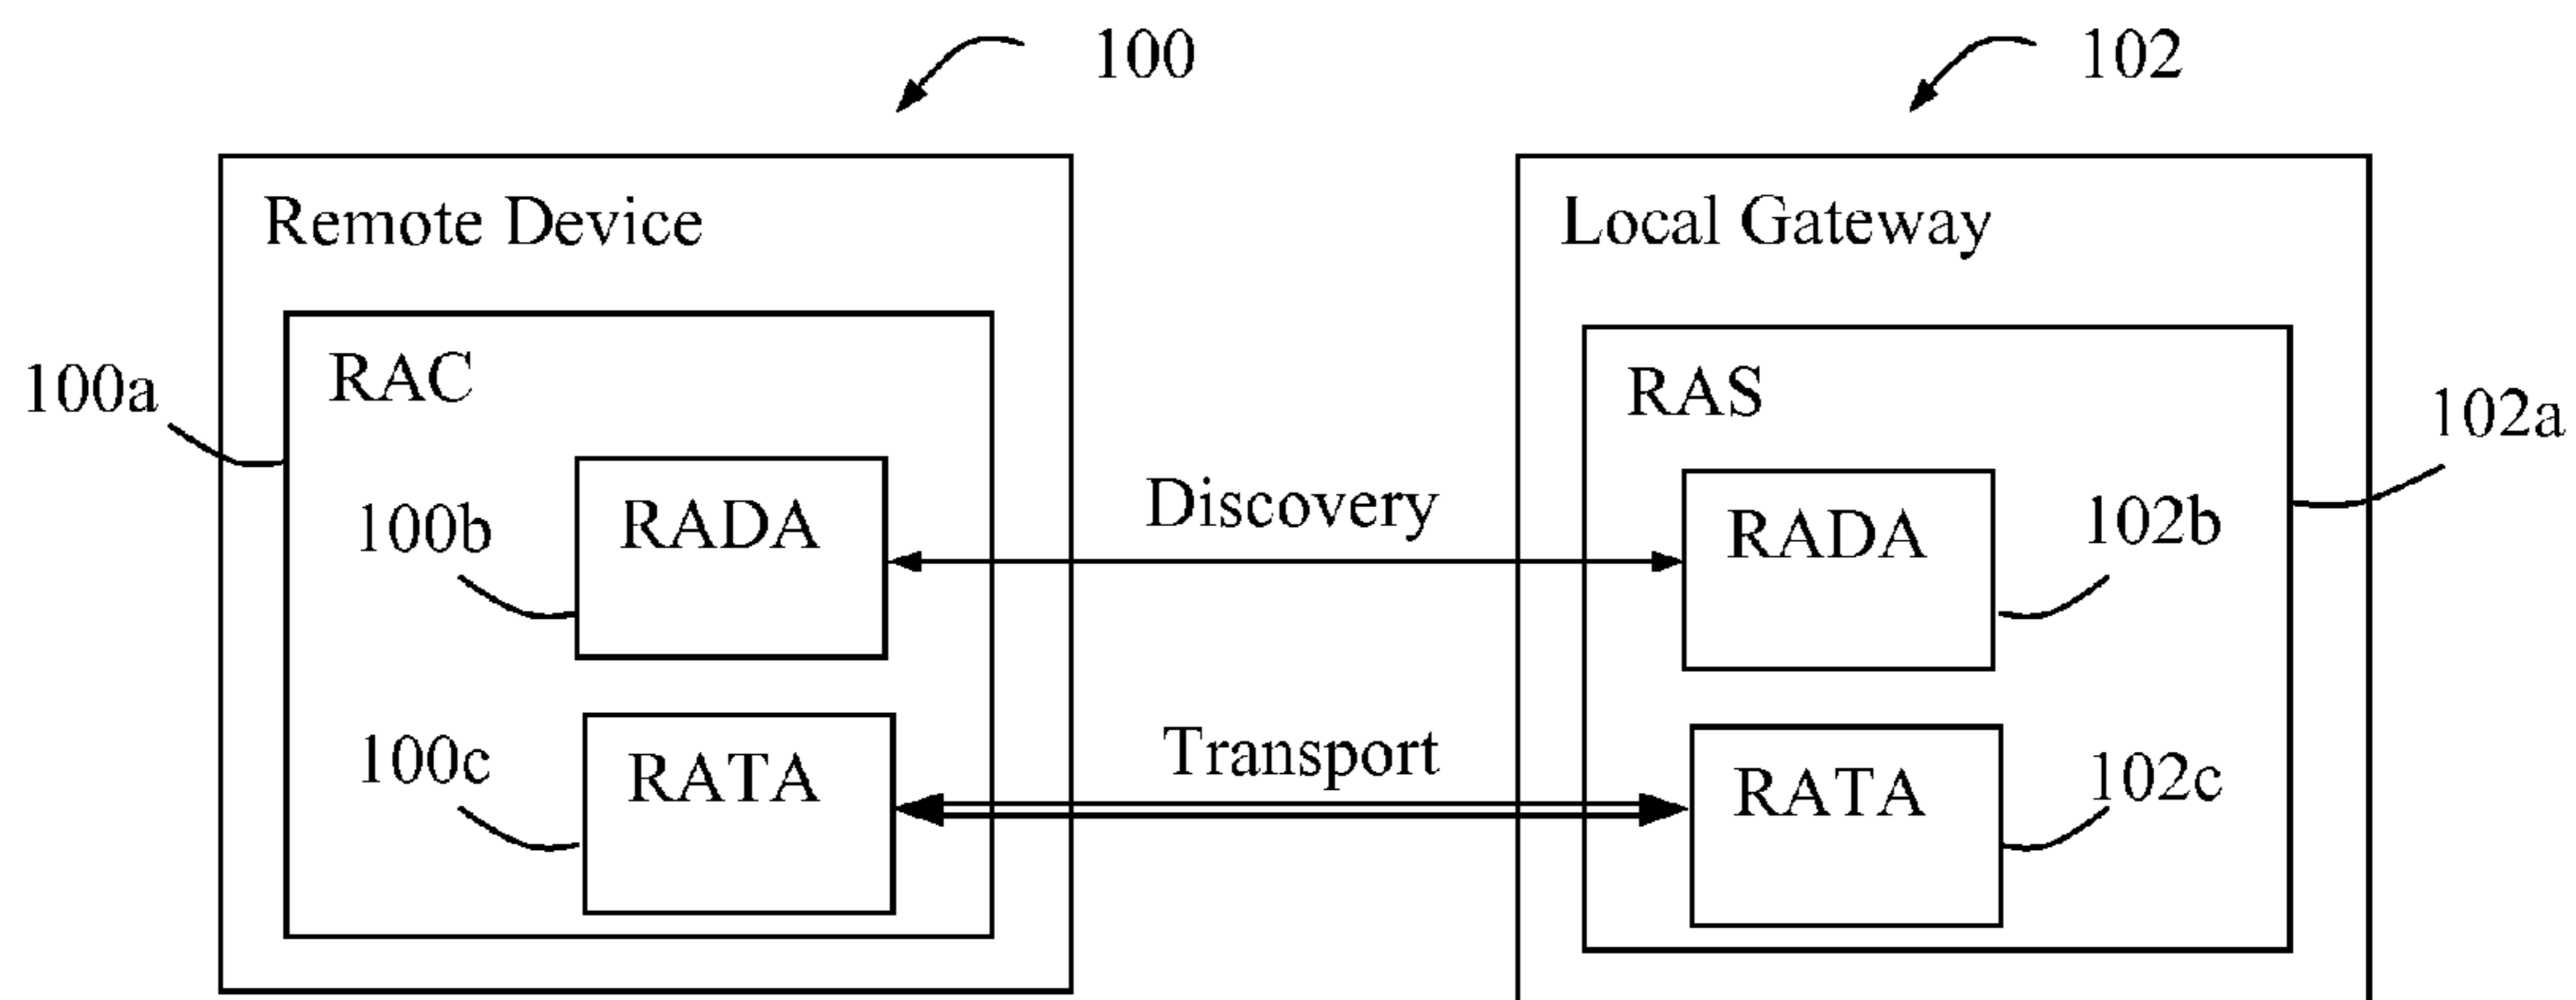 100
102
Remote Device
Local Gateway
RAC
RAS
100a
102a
100b
RADA
Discovery
RADA
102b
100c
RATA
Transport
RATA
102c